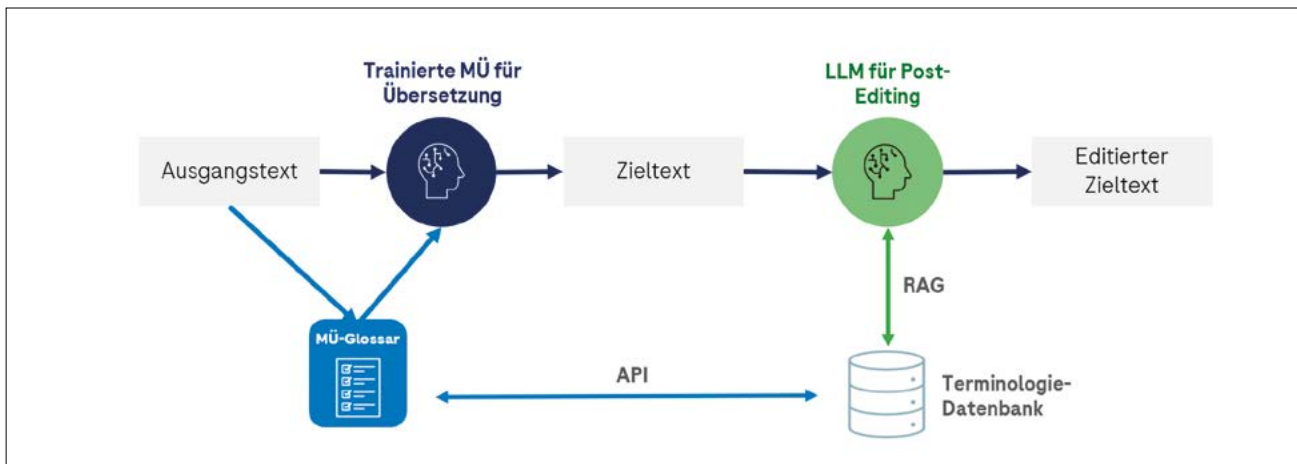 Trainierte MÜ für
Übersetzung
LLM für Post-
Editing
Ausgangstext
Zieltext
Editierter
Zieltext
RAG
MÜ-Glossar
API
Terminologie-
Datenbank